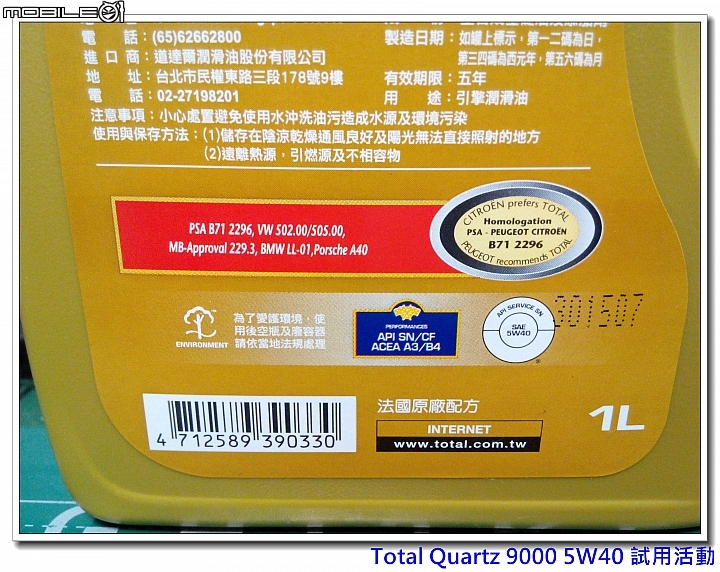 MOBILE01
電 話：(65)62662800
進 口 商：道達爾潤滑油股份有限公司
地 址：台北市民權東路三段178號9樓
電 話：02-27198201
製造日期：如罐上標示，第一二碼為日，
第三四碼為西元年，第五六碼為月
有效期限：五年
用 途：引擎潤滑油
注意事項：小心處置避免使用水沖洗油污造成水源及環境污染
使用與保存方法：(1)儲存在陰涼乾燥通風良好及陽光無法直接照射的地方
(2)遠離熱源，引燃源及不相容物
PSA B71 2296, VW 502.00/505.00,
MB-Approval 229.3, BMW LL-01,Porsche A40
CITROËN prefers TOTAL
Homologation
PSA - PEUGEOT CITROËN
B71 2296
PEUGEOT recommends TOTAL
ENVIRONMENT
為了愛護環境，使
用後空瓶及廢容器
請依當地法規處理
PERFORMANCES
API SN/CF
ACEA A3/B4
API SERVICE SN
SAE
5W40
301507
4 712589 390330
法國原廠配方
INTERNET
www.total.com.tw
1L
Total Quartz 9000 5W40 試用活動